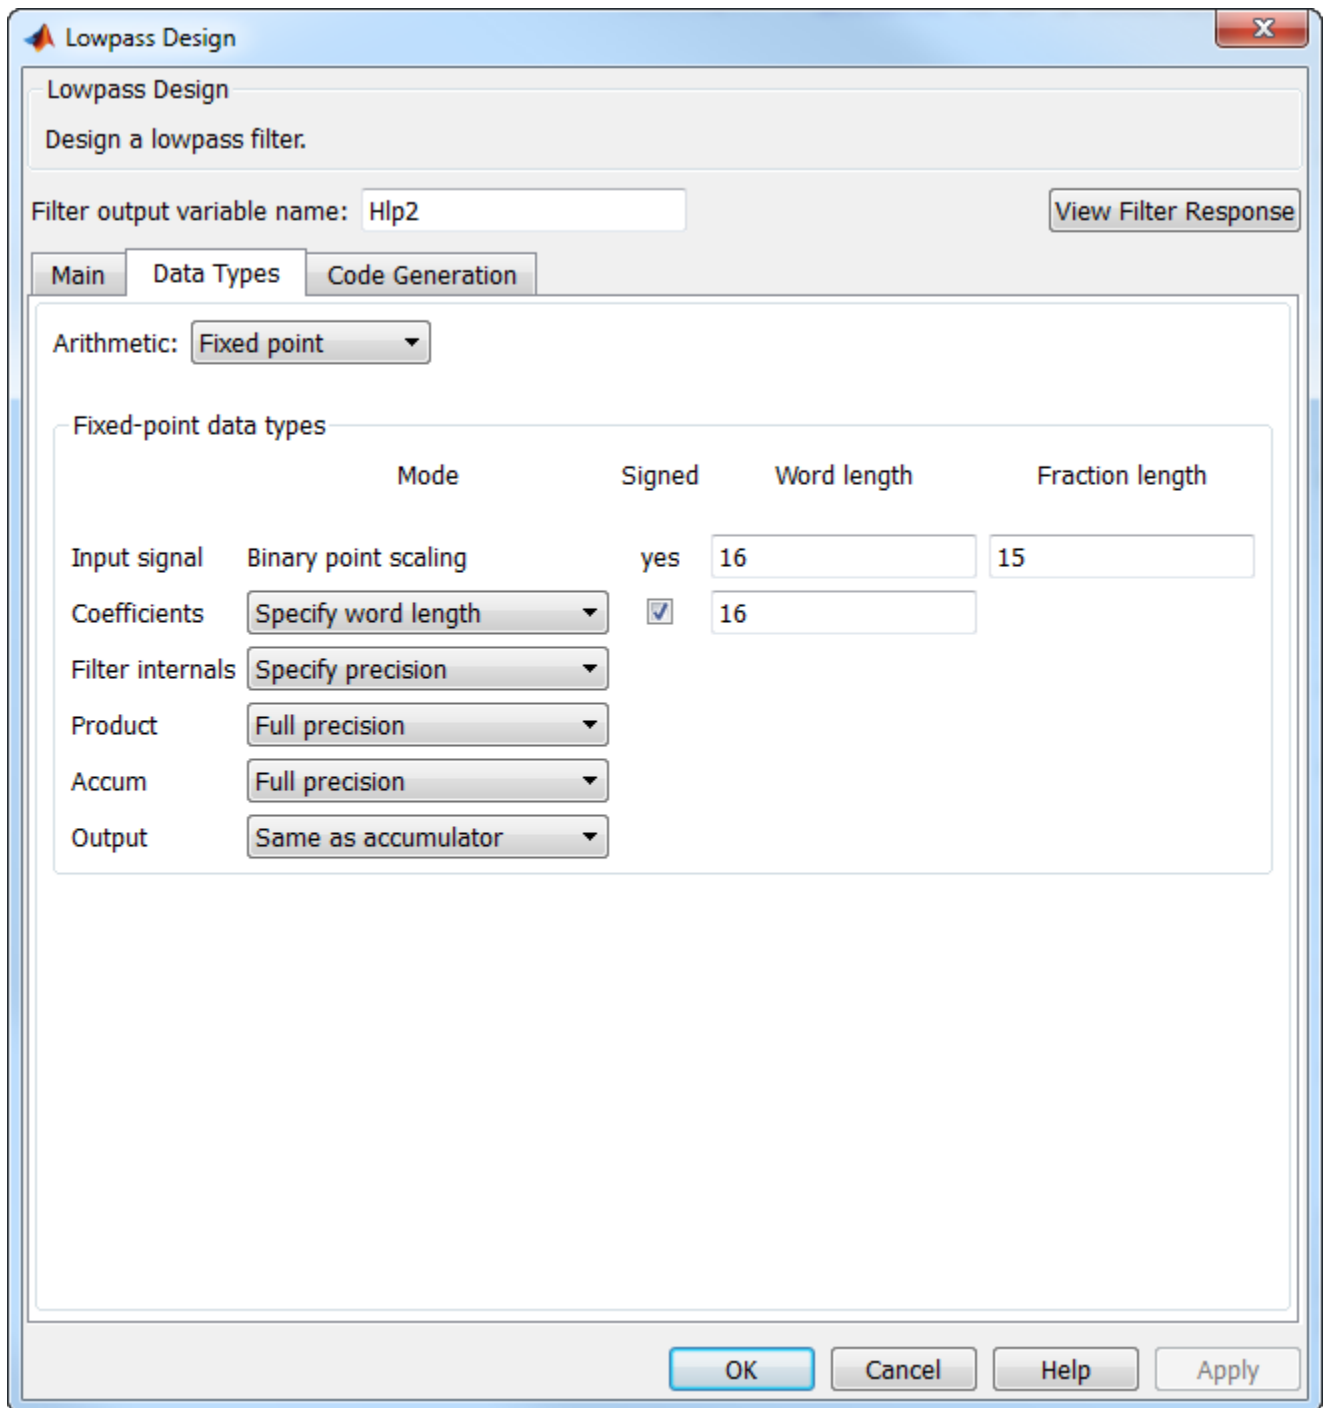 Lowpass Design
x
Lowpass Design
Design a lowpass filter.
Filter output variable name: Hlp2 View Filter Response
Main Data Types Code Generation
Arithmetic: Fixed point
Fixed-point data types
Mode Signed Word length Fraction length
Input signal Binary point scaling yes 16 15
Coefficients Specify word length 16
Filter internals Specify precision
Product Full precision
Accum Full precision
Output Same as accumulator
OK Cancel Help Apply